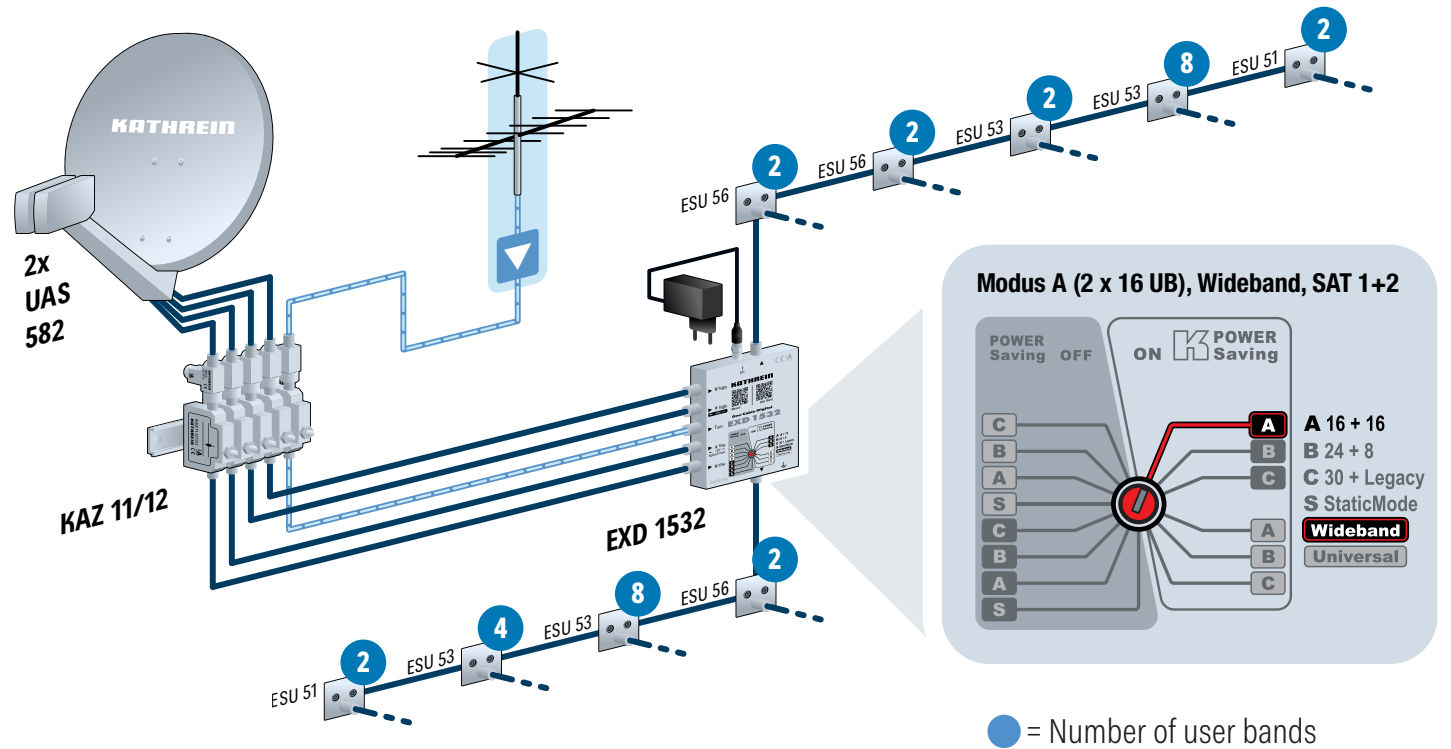 KATHREIN
2x
UAS
582
KAZ 11/12
EXD 1532
KATHREIN
One Cable Digital
EXD 1532
ESU 56
2
ESU 56
2
ESU 53
2
ESU 53
8
ESU 51
2
ESU 51
2
ESU 53
4
ESU 53
8
ESU 56
2
Modus A (2 x 16 UB), Wideband, SAT 1+2
POWER
Saving OFF
ON K POWER
Saving
C
B
A
S
C
B
A
S
A
B
C
A
B
C
A 16 + 16
B 24 + 8
C 30 + Legacy
S StaticMode
Wideband
Universal
= Number of user bands